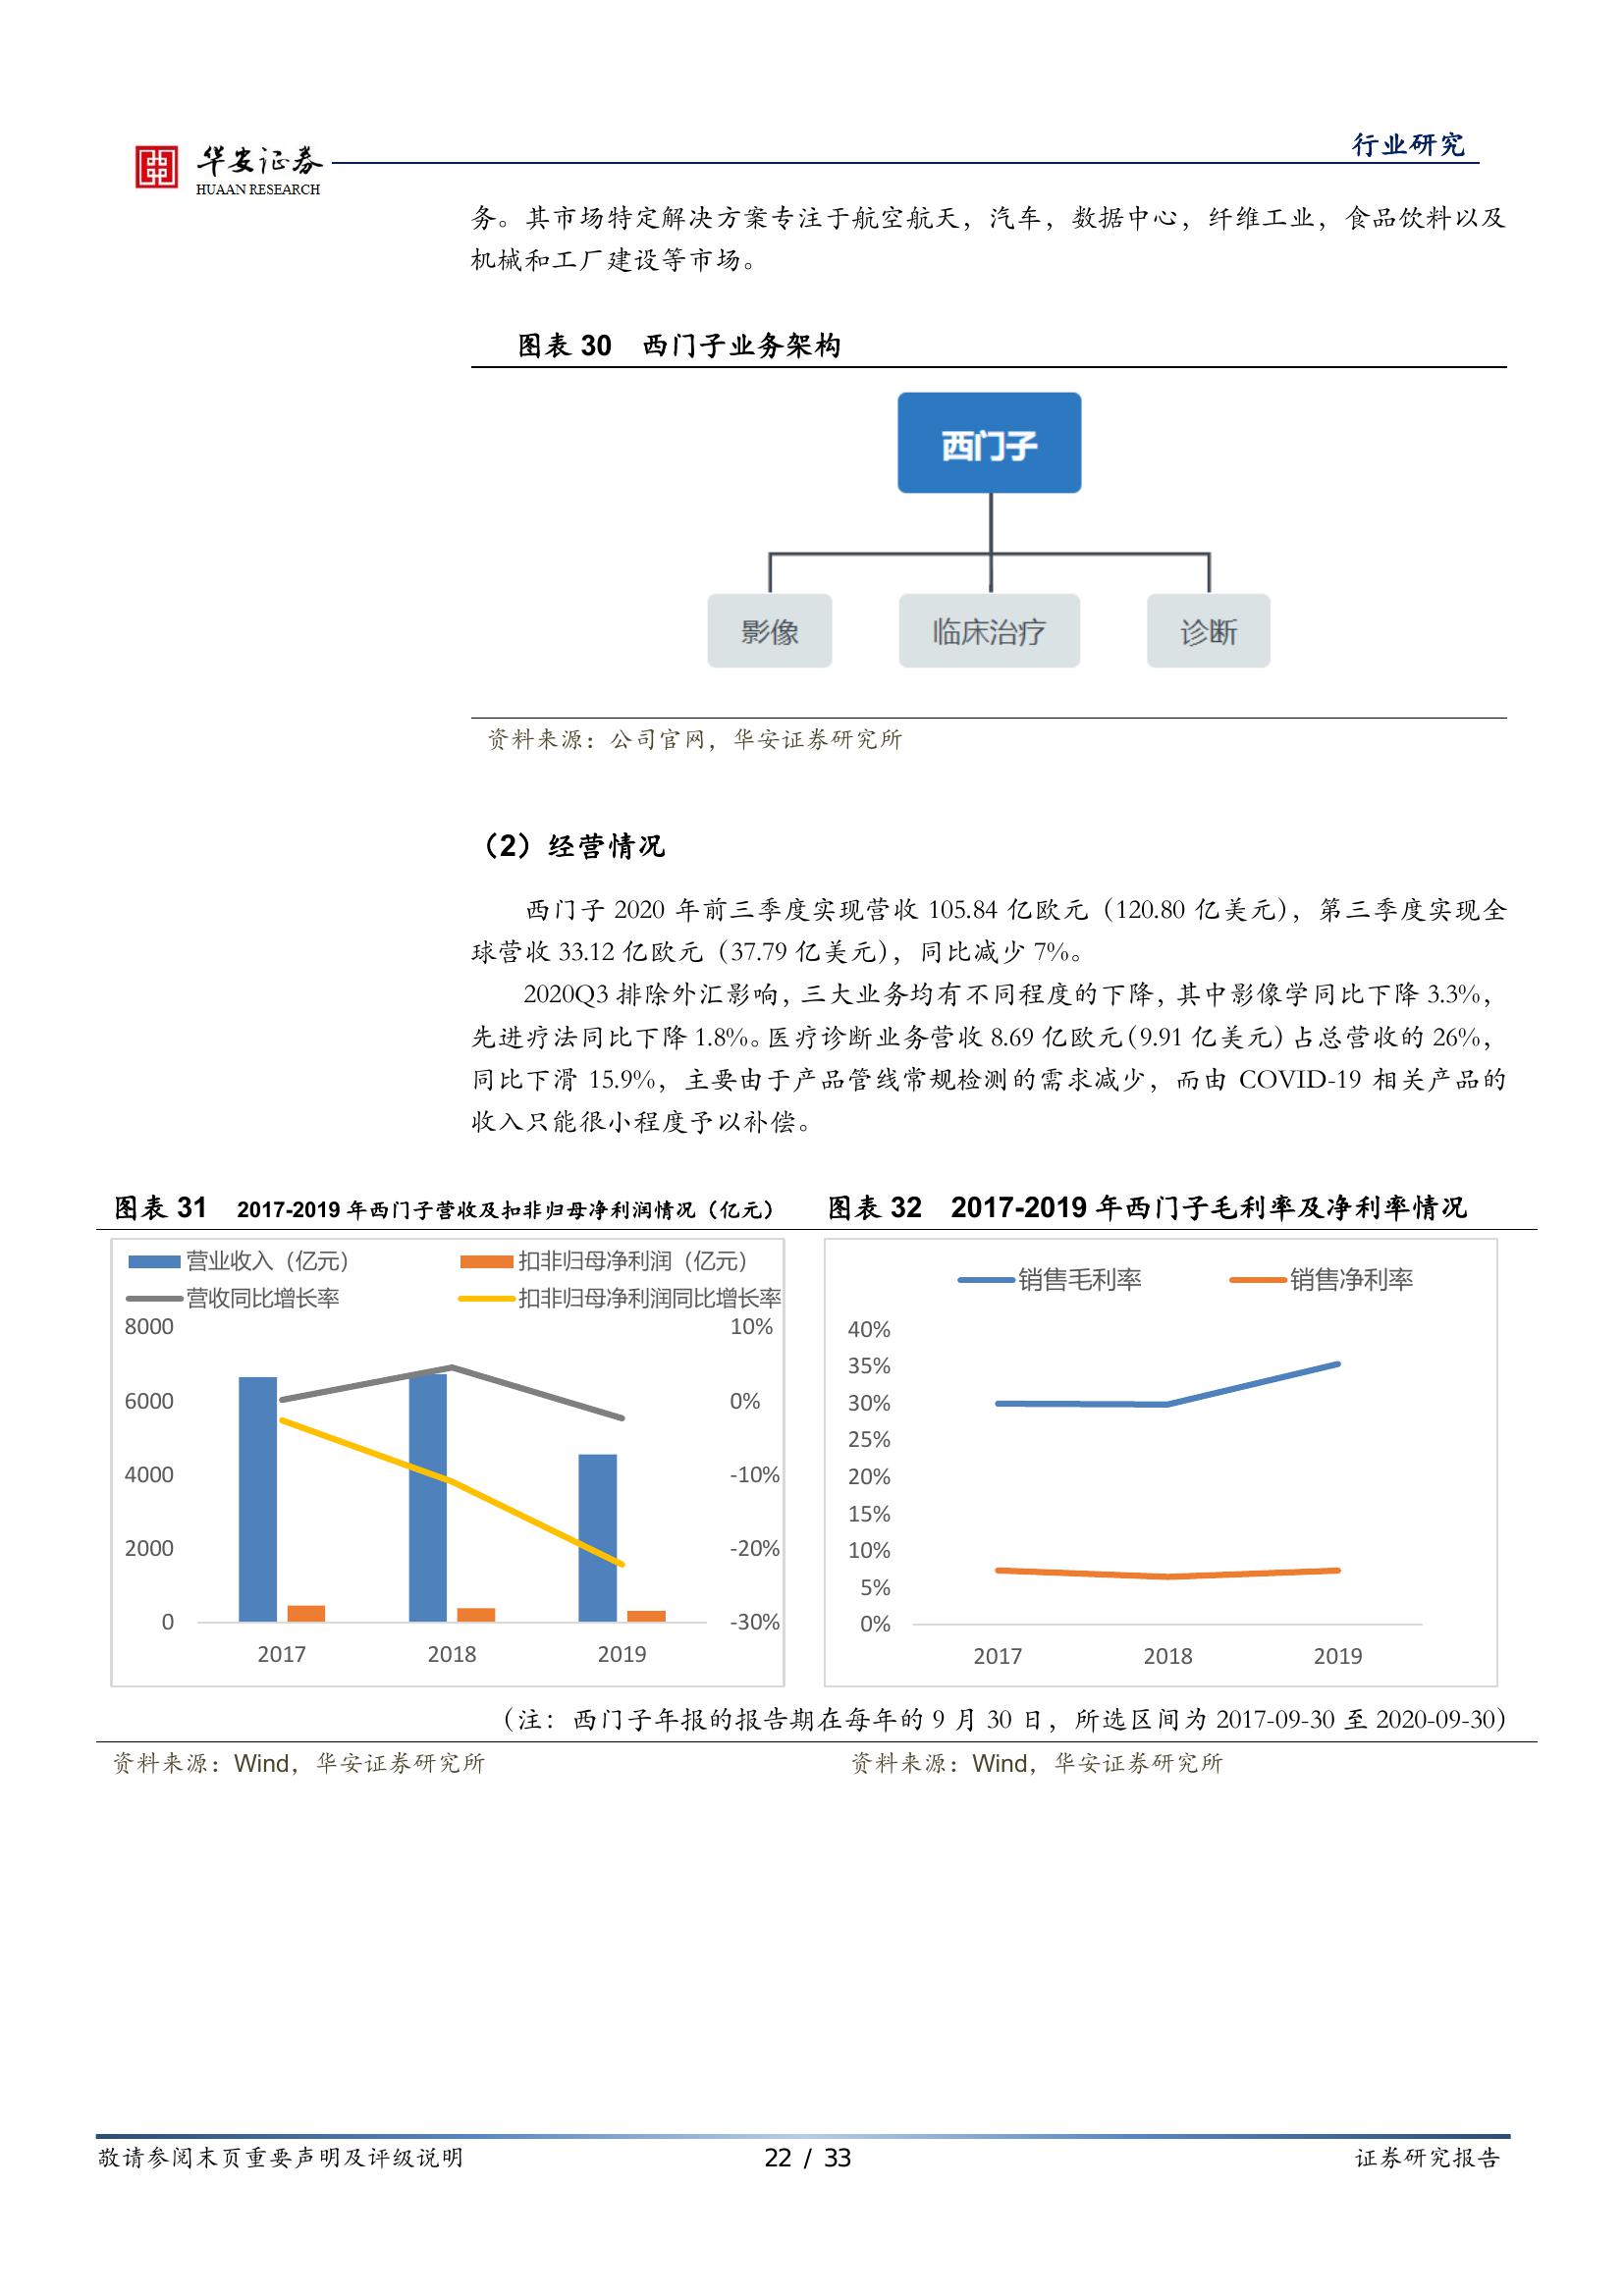 华安证券
HUAAN RESEARCH
行业研究
务。其市场特定解决方案专注于航空航天，汽车，数据中心，纤维工业，食品饮料以及
机械和工厂建设等市场。
图表 30 西门子业务架构
西门子
影像 临床治疗 诊断
资料来源：公司官网，华安证券研究所
（2）经营情况
西门子 2020 年前三季度实现营收 105.84 亿欧元（120.80 亿美元），第三季度实现全
球营收 33.12 亿欧元（37.79 亿美元），同比减少 7%。
2020Q3 排除外汇影响，三大业务均有不同程度的下降，其中影像学同比下降 3.3%，
先进疗法同比下降 1.8%。医疗诊断业务营收 8.69 亿欧元（9.91 亿美元）占总营收的 26%，
同比下滑 15.9%，主要由于产品管线常规检测的需求减少，而由 COVID-19 相关产品的
收入只能很小程度予以补偿。
图表 31 2017-2019 年西门子营收及扣非归母净利润情况（亿元）
营业收入（亿元） 扣非归母净利润（亿元）
营收同比增长率 扣非归母净利润同比增长率
8000 10%
6000 0%
4000 -10%
2000 -20%
0 -30%
2017 2018 2019
图表 32 2017-2019 年西门子毛利率及净利率情况
销售毛利率 销售净利率
40%
35%
30%
25%
20%
15%
10%
5%
0%
2017 2018 2019
（注：西门子年报的报告期在每年的 9 月 30 日，所选区间为 2017-09-30 至 2020-09-30）
资料来源：Wind，华安证券研究所 资料来源：Wind，华安证券研究所
敬请参阅末页重要声明及评级说明 22 / 33 证券研究报告